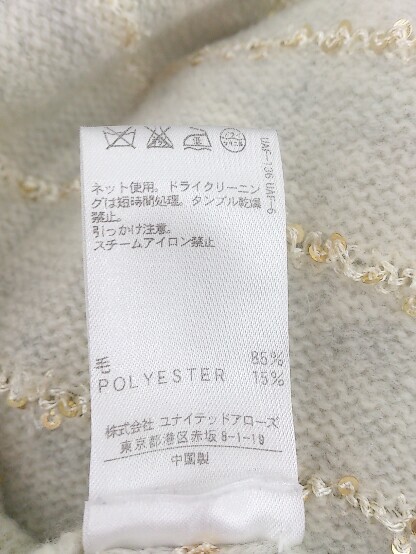 UAF-136 UAF-6
ネット使用。ドライクリーニン
グは短時間処理。タンブル乾燥
禁止。
引っかけ注意。
スチームアイロン禁止
毛 85%
POLYESTER 15%
株式会社 ユナイテッドアローズ
東京都港区赤坂8-1-19
中国製